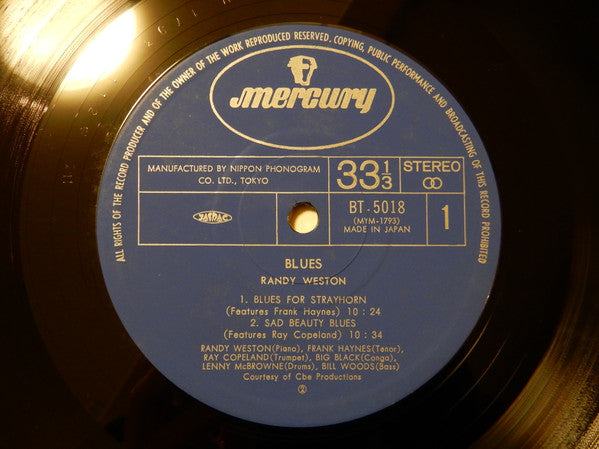 ALL RIGHTS OF THE RECORD PRODUCER AND OF THE OWNER OF THE WORK REPRODUCED RESERVED. COPYING, PUBLIC PERFORMANCE AND BROADCASTING OF THIS RECORD PROHIBITED
mercury
MANUFACTURED BY NIPPON PHONOGRAM
CO. LTD., TOKYO
33 1/3
STEREO
BT-5018
(MYM-1793)
MADE IN JAPAN
1
BLUES
RANDY WESTON
1. BLUES FOR STRAYHORN
(Features Frank Haynes) 10 : 24
2. SAD BEAUTY BLUES
(Features Ray Copeland) 10 : 34
RANDY WESTON(Piano), FRANK HAYNES(Tenor),
RAY COPELAND(Trumpet), BIG BLACK(Conga),
LENNY McBROWNE(Drums), BILL WOODS(Bass)
Courtesy of Cbe Productions